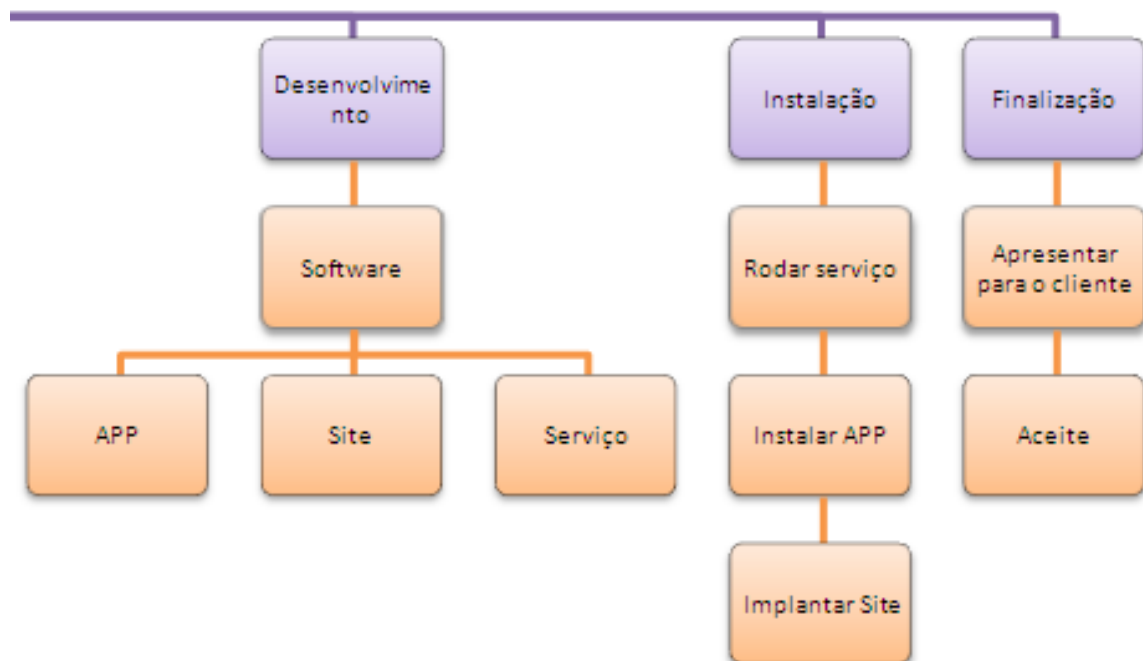 Desenvolvime
nto
Instalação
Finalização
Software
Rodar serviço
Apresentar
para o cliente
APP
Site
Serviço
Instalar APP
Aceite
Implantar Site